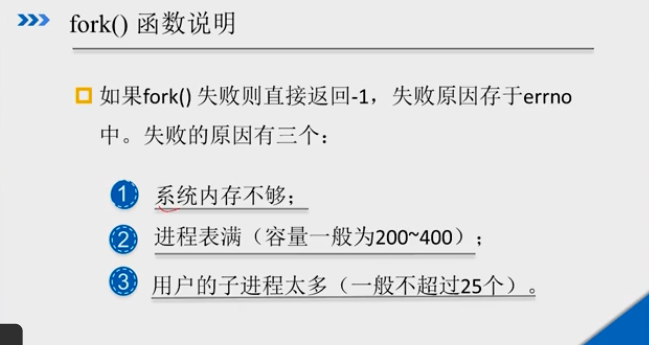 fork() 函数说明
如果fork() 失败则直接返回-1，失败原因存于errno
中。失败的原因有三个：
1 系统内存不够；
2 进程表满（容量一般为200~400）；
3 用户的子进程太多（一般不超过25个）。